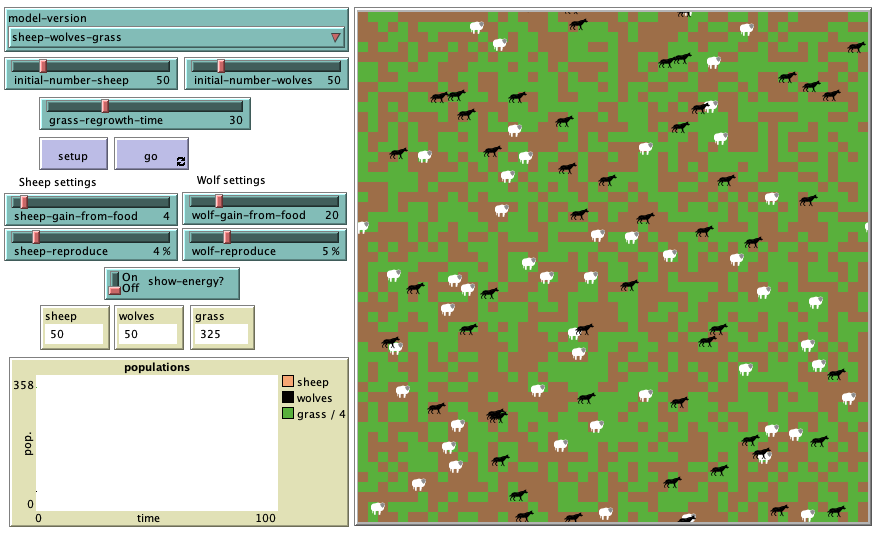 model-version
sheep-wolves-grass
initial-number-sheep 50
initial-number-wolves 50
grass-regrowth-time 30
setup
go
Sheep settings
Wolf settings
sheep-gain-from-food 4
wolf-gain-from-food 20
sheep-reproduce 4 %
wolf-reproduce 5 %
On
Off
show-energy?
sheep
50
wolves
50
grass
325
populations
358
pop.
0
0
time
100
sheep
wolves
grass / 4